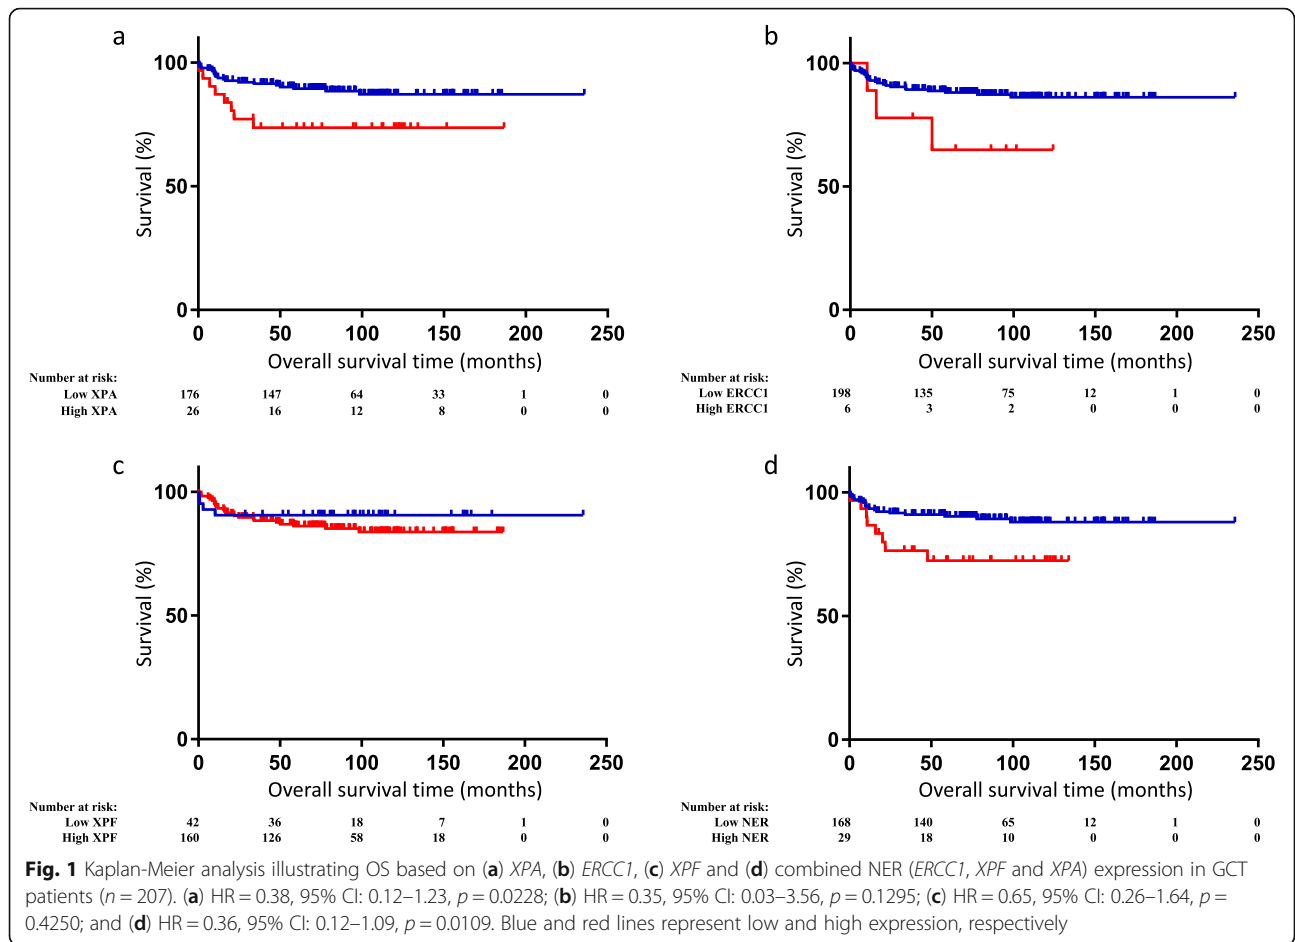 a
100
50
0
Survival (%)
0 50 100 150 200 250
Overall survival time (months)
Number at risk:
Low XPA 176 147 64 33 1 0
High XPA 26 16 12 8 0 0
b
100
50
0
Survival (%)
0 50 100 150 200 250
Overall survival time (months)
Number at risk:
Low ERCC1 198 135 75 12 1 0
High ERCC1 6 3 2 0 0 0
c
100
50
0
Survival (%)
0 50 100 150 200 250
Overall survival time (months)
Number at risk:
Low XPF 42 36 18 7 1 0
High XPF 160 126 58 18 0 0
d
100
50
0
Survival (%)
0 50 100 150 200 250
Overall survival time (months)
Number at risk:
Low NER 168 140 65 12 1 0
High NER 29 18 10 0 0 0
Fig. 1 Kaplan-Meier analysis illustrating OS based on (a) XPA, (b) ERCC1, (c) XPF and (d) combined NER (ERCC1, XPF and XPA) expression in GCT
patients (n = 207). (a) HR = 0.38, 95% CI: 0.12–1.23, p = 0.0228; (b) HR = 0.35, 95% CI: 0.03–3.56, p = 0.1295; (c) HR = 0.65, 95% CI: 0.26–1.64, p =
0.4250; and (d) HR = 0.36, 95% CI: 0.12–1.09, p = 0.0109. Blue and red lines represent low and high expression, respectively